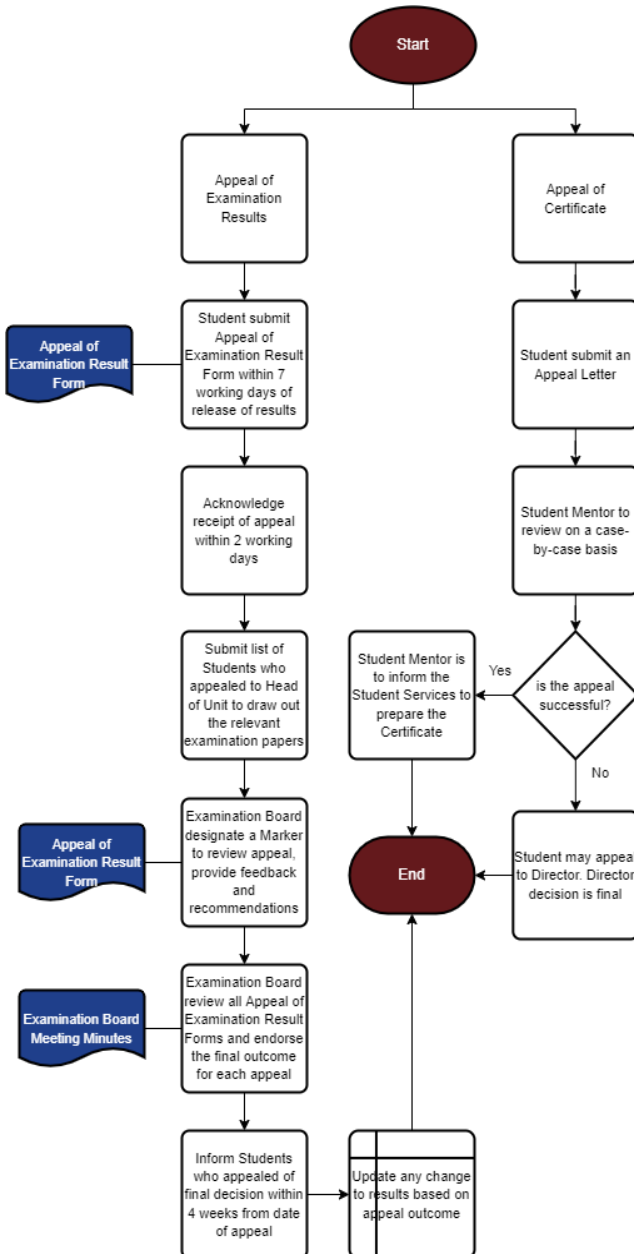 Start
Appeal of
Examination
Results
Appeal of
Certificate
Appeal of
Examination Result
Form
Student submit
Appeal of
Examination Result
Form within 7
working days of
release of results
Student submit an
Appeal Letter
Acknowledge
receipt of appeal
within 2 working
days
Student Mentor to
review on a case-
by-case basis
Submit list of
Students who
appealed to Head
of Unit to draw out
the relevant
examination papers
Student Mentor is
to inform the
Student Services to
prepare the
Certificate
Yes
is the appeal
successful?
No
Appeal of
Examination Result
Form
Examination Board
designate a Marker
to review appeal,
provide feedback
and
recommendations
End
Student may appeal
to Director. Director
decision is final
Examination Board
Meeting Minutes
Examination Board
review all Appeal of
Examination Result
Forms and endorse
the final outcome
for each appeal
Inform Students
who appealed of
final decision within
4 weeks from date
of appeal
Update any change
to results based on
appeal outcome